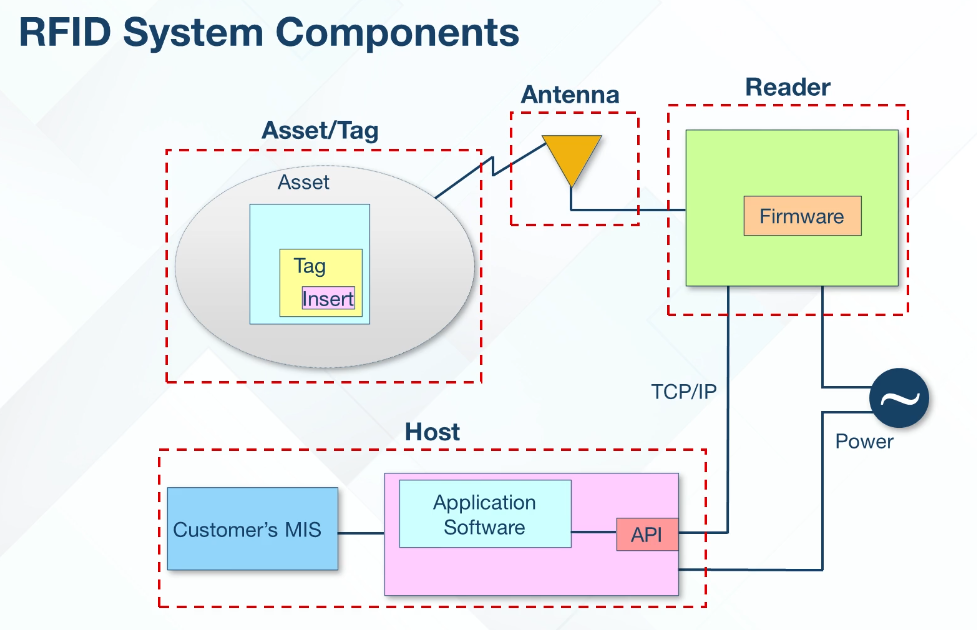 RFID System Components
Antenna
Reader
Asset/Tag
Asset
Tag
Insert
Firmware
TCP/IP
Power
Host
Customer's MIS
Application
Software
API